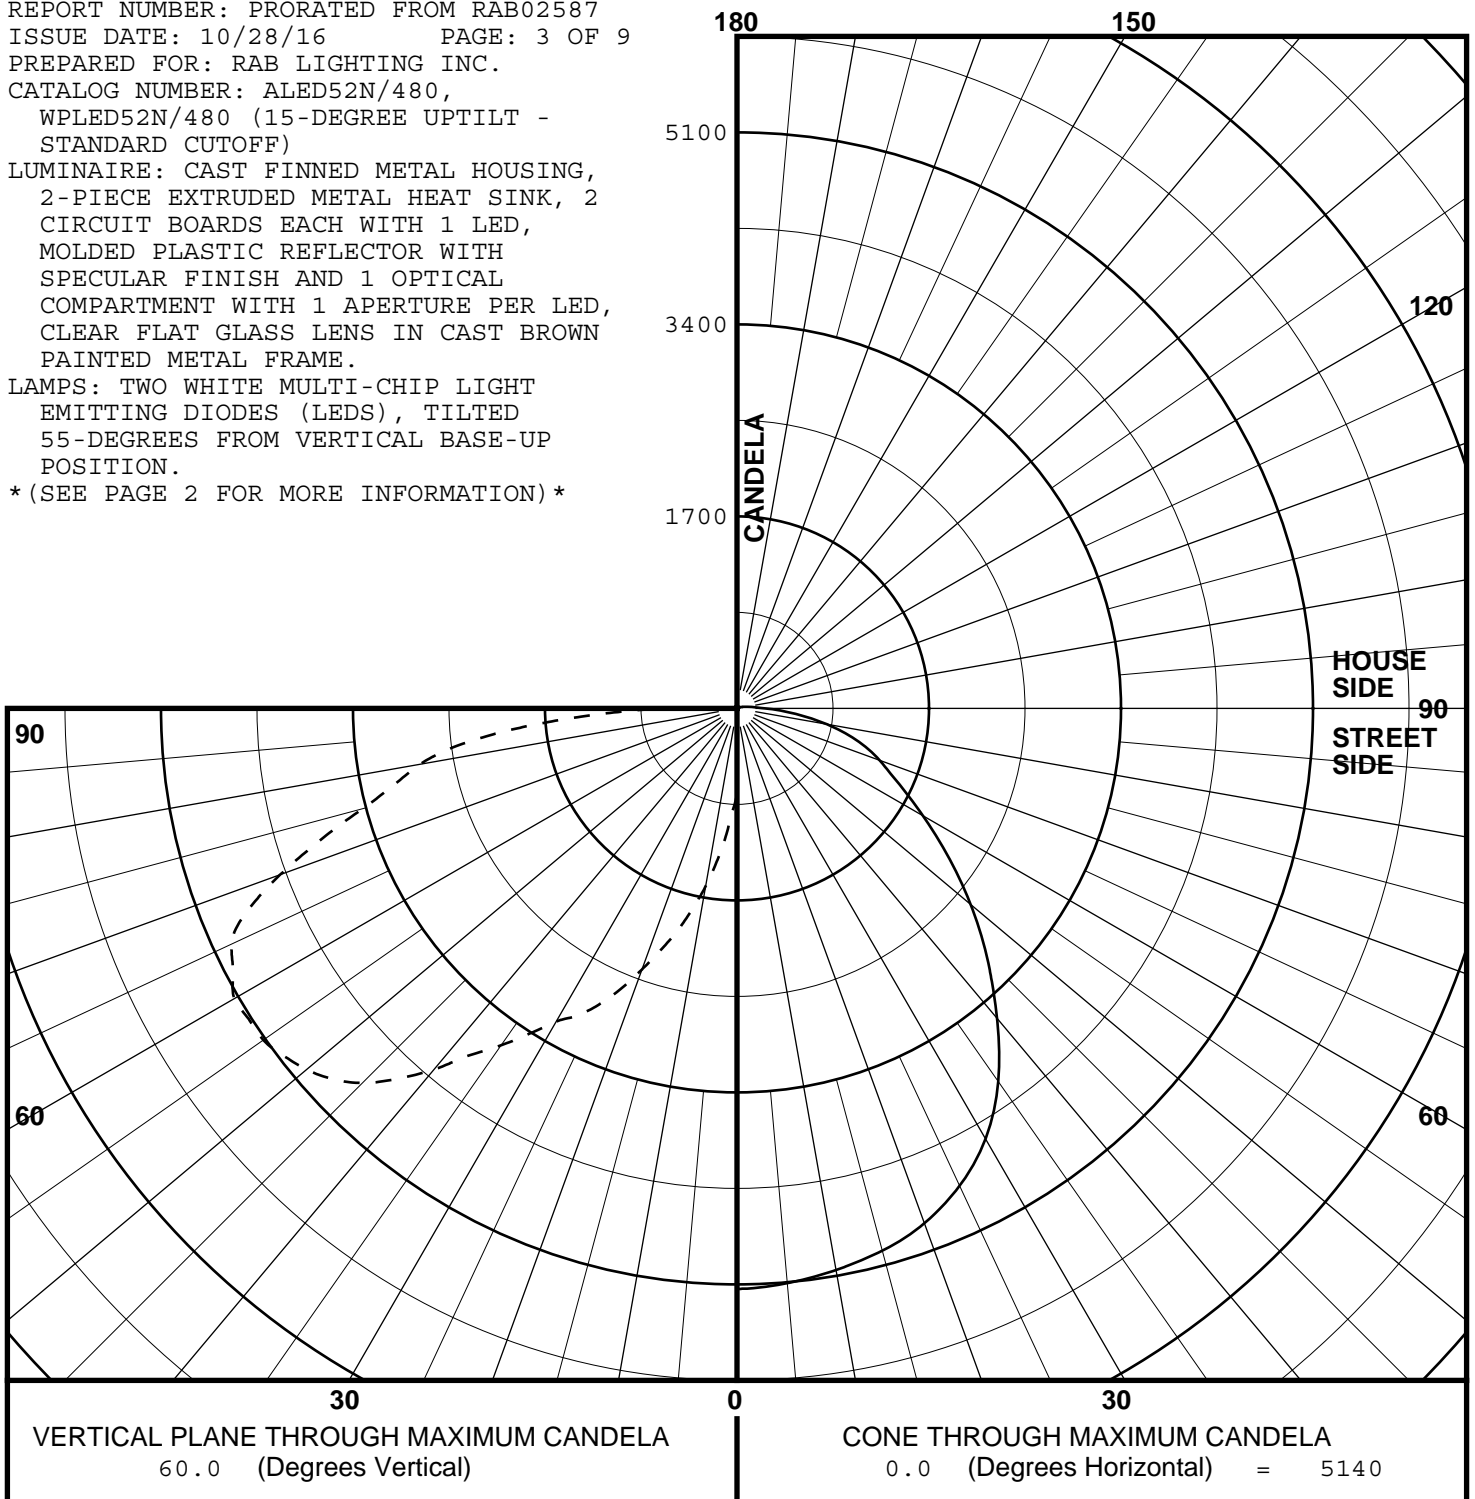 REPORT NUMBER: PRORATED FROM RAB02587
ISSUE DATE: 10/28/16 PAGE: 3 OF 9
PREPARED FOR: RAB LIGHTING INC.
CATALOG NUMBER: ALED52N/480,
WPLED52N/480 (15-DEGREE UPTILT -
STANDARD CUTOFF)
LUMINAIRE: CAST FINNED METAL HOUSING,
2-PIECE EXTRUDED METAL HEAT SINK, 2
CIRCUIT BOARDS EACH WITH 1 LED,
MOLDED PLASTIC REFLECTOR WITH
SPECULAR FINISH AND 1 OPTICAL
COMPARTMENT WITH 1 APERTURE PER LED,
CLEAR FLAT GLASS LENS IN CAST BROWN
PAINTED METAL FRAME.
LAMPS: TWO WHITE MULTI-CHIP LIGHT
EMITTING DIODES (LEDS), TILTED
55-DEGREES FROM VERTICAL BASE-UP
POSITION.
*(SEE PAGE 2 FOR MORE INFORMATION)*
180
150
5100
120
3400
CANDELA
1700
HOUSE
SIDE
90
90
STREET
SIDE
60
60
30
0
30
VERTICAL PLANE THROUGH MAXIMUM CANDELA
60.0 (Degrees Vertical)
CONE THROUGH MAXIMUM CANDELA
0.0 (Degrees Horizontal) = 5140